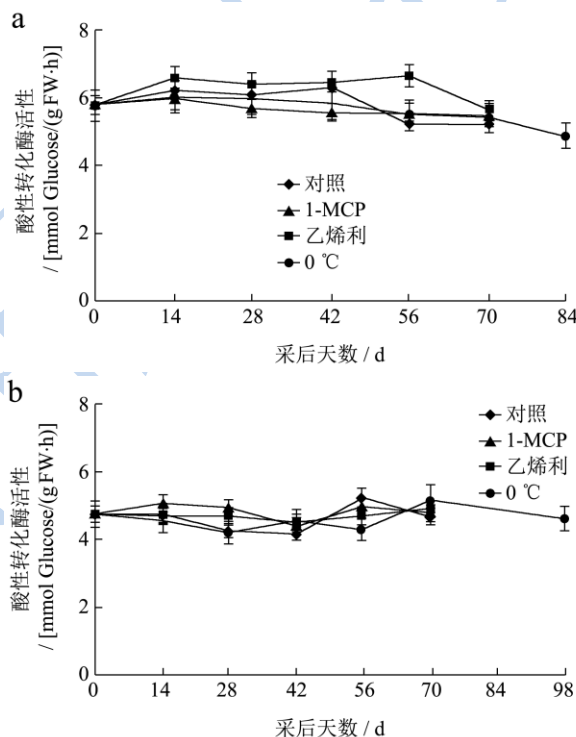 a
8
6
4
2
0
酸性转化酶活性
/ [mmol Glucose/(g FW·h)]
对照
1-MCP
乙烯利
0 ℃
0 14 28 42 56 70 84
采后天数 / d
b
8
6
4
2
0
酸性转化酶活性
/ [mmol Glucose/(g FW·h)]
对照
1-MCP
乙烯利
0 ℃
0 14 28 42 56 70 84 98
采后天数 / d